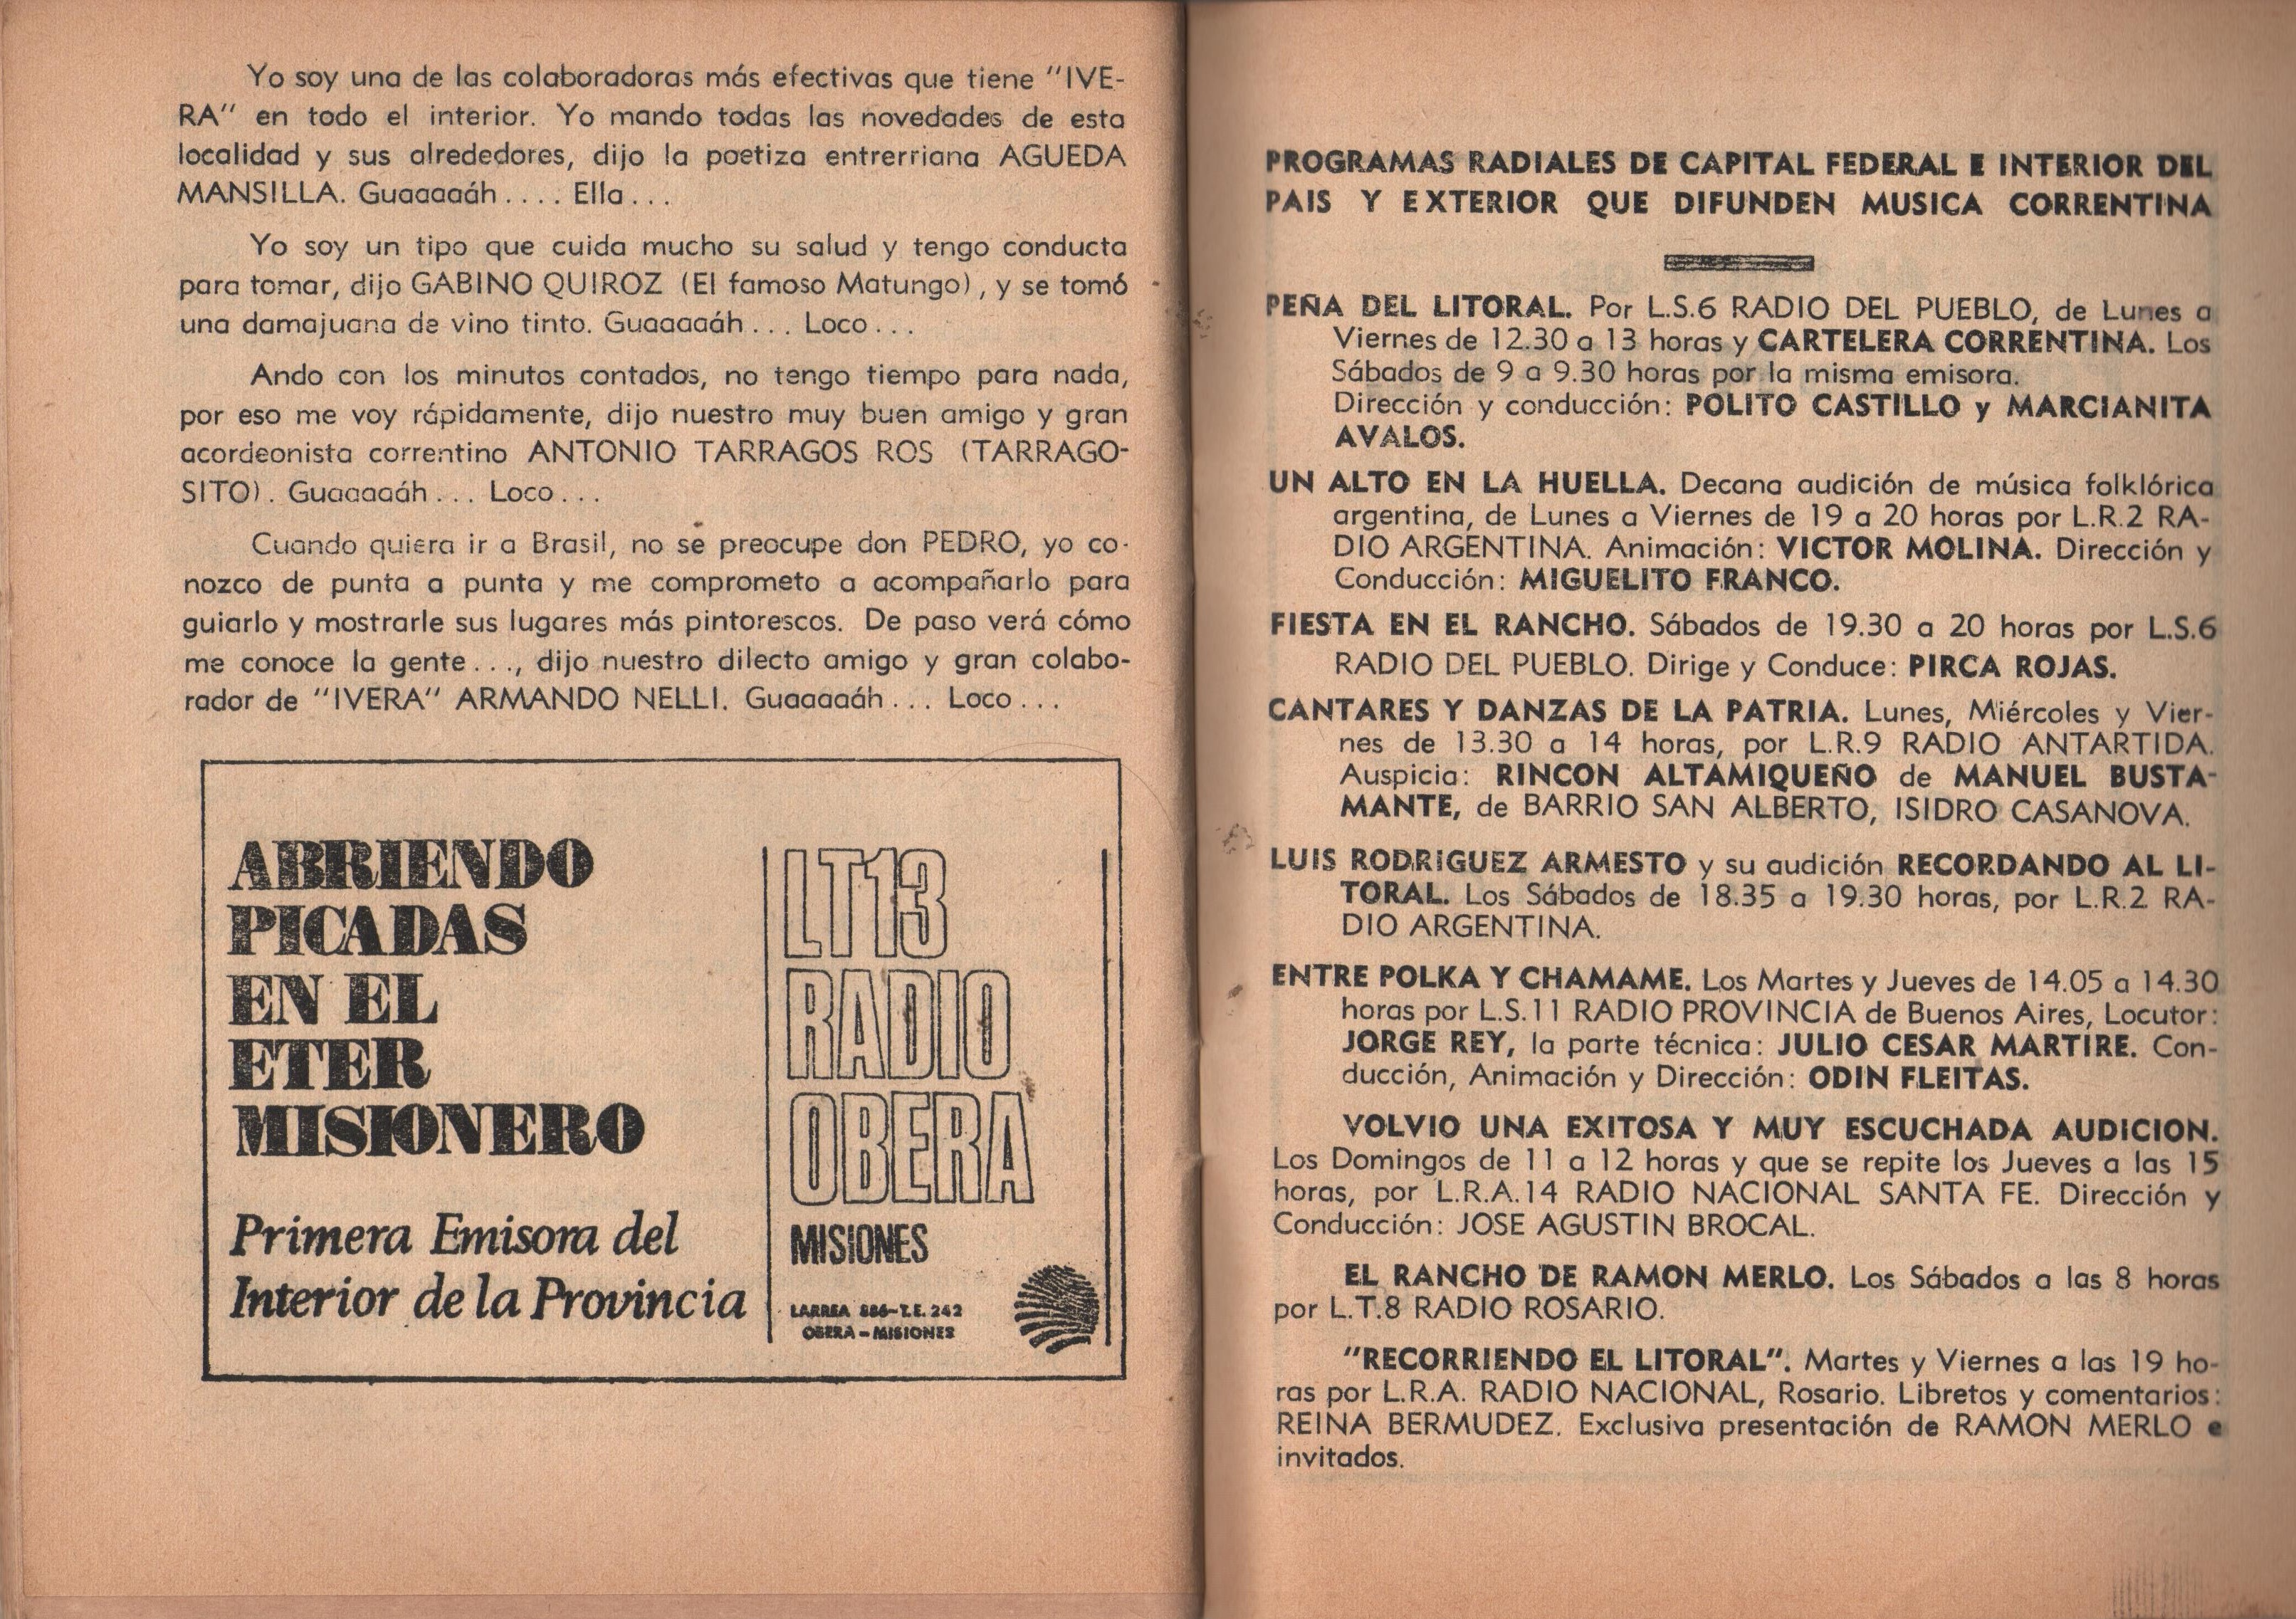 Yo soy una de las colaboradoras más efectivas que tiene "IVE-
RA" en todo el interior. Yo mando todas las novedades de esta
localidad y sus alrededores, dijo la poetiza entrerriana AGUEDA
MANSILLA. Guaaaaáh .... Ella ...
Yo soy un tipo que cuida mucho su salud y tengo conducta
para tomar, dijo GABINO QUIROZ (El famoso Matungo), y se tomó
una damajuana de vino tinto. Guaaaaáh ... Loco ...
Ando con los minutos contados, no tengo tiempo para nada,
por eso me voy rápidamente, dijo nuestro muy buen amigo y gran
acordeonista correntino ANTONIO TARRAGOS ROS (TARRAGO-
SITO). Guaaaaáh ... Loco ...
Cuando quiera ir a Brasil, no se preocupe don PEDRO, yo co-
nozco de punta a punta y me comprometo a acompañarlo para
guiarlo y mostrarle sus lugares más pintorescos. De paso verá cómo
me conoce la gente ..., dijo nuestro dilecto amigo y gran colabo-
rador de "IVERA" ARMANDO NELLI. Guaaaaáh ... Loco ...
ABRIENDO
PICADAS
EN EL
ETER
MISIONERO
Primera Emisora del
Interior de la Provincia
LT13
RADIO
OBERA
MISIONES
LARREA 886-T.E. 242
OBERA - MISIONES
PROGRAMAS RADIALES DE CAPITAL FEDERAL E INTERIOR DEL
PAIS Y EXTERIOR QUE DIFUNDEN MUSICA CORRENTINA
PEÑA DEL LITORAL. Por L.S.6 RADIO DEL PUEBLO, de Lunes a
Viernes de 12.30 a 13 horas y CARTELERA CORRENTINA. Los
Sábados de 9 a 9.30 horas por la misma emisora.
Dirección y conducción: POLITO CASTILLO y MARCIANITA
AVALOS.
UN ALTO EN LA HUELLA. Decana audición de música folklórica
argentina, de Lunes a Viernes de 19 a 20 horas por L.R.2 RA-
DIO ARGENTINA. Animación: VICTOR MOLINA. Dirección y
Conducción: MIGUELITO FRANCO.
FIESTA EN EL RANCHO. Sábados de 19.30 a 20 horas por L.S.6
RADIO DEL PUEBLO. Dirige y Conduce: PIRCA ROJAS.
CANTARES Y DANZAS DE LA PATRIA. Lunes, Miércoles y Vier-
nes de 13.30 a 14 horas, por L.R.9 RADIO ANTARTIDA.
Auspicia: RINCON ALTAMIQUEÑO de MANUEL BUSTA-
MANTE, de BARRIO SAN ALBERTO, ISIDRO CASANOVA.
LUIS RODRIGUEZ ARMESTO y su audición RECORDANDO AL LI-
TORAL. Los Sábados de 18.35 a 19.30 horas, por L.R.2 RA-
DIO ARGENTINA.
ENTRE POLKA Y CHAMAME. Los Martes y Jueves de 14.05 a 14.30
horas por L.S.11 RADIO PROVINCIA de Buenos Aires, Locutor:
JORGE REY, la parte técnica: JULIO CESAR MARTIRE. Con-
ducción, Animación y Dirección: ODIN FLEITAS.
VOLVIO UNA EXITOSA Y MUY ESCUCHADA AUDICION.
Los Domingos de 11 a 12 horas y que se repite los Jueves a las 15
horas, por L.R.A.14 RADIO NACIONAL SANTA FE. Dirección y
Conducción: JOSE AGUSTIN BROCAL.
EL RANCHO DE RAMON MERLO. Los Sábados a las 8 horas
por L.T.8 RADIO ROSARIO.
"RECORRIENDO EL LITORAL". Martes y Viernes a las 19 ho-
ras por L.R.A. RADIO NACIONAL, Rosario. Libretos y comentarios:
REINA BERMUDEZ. Exclusiva presentación de RAMON MERLO e
invitados.